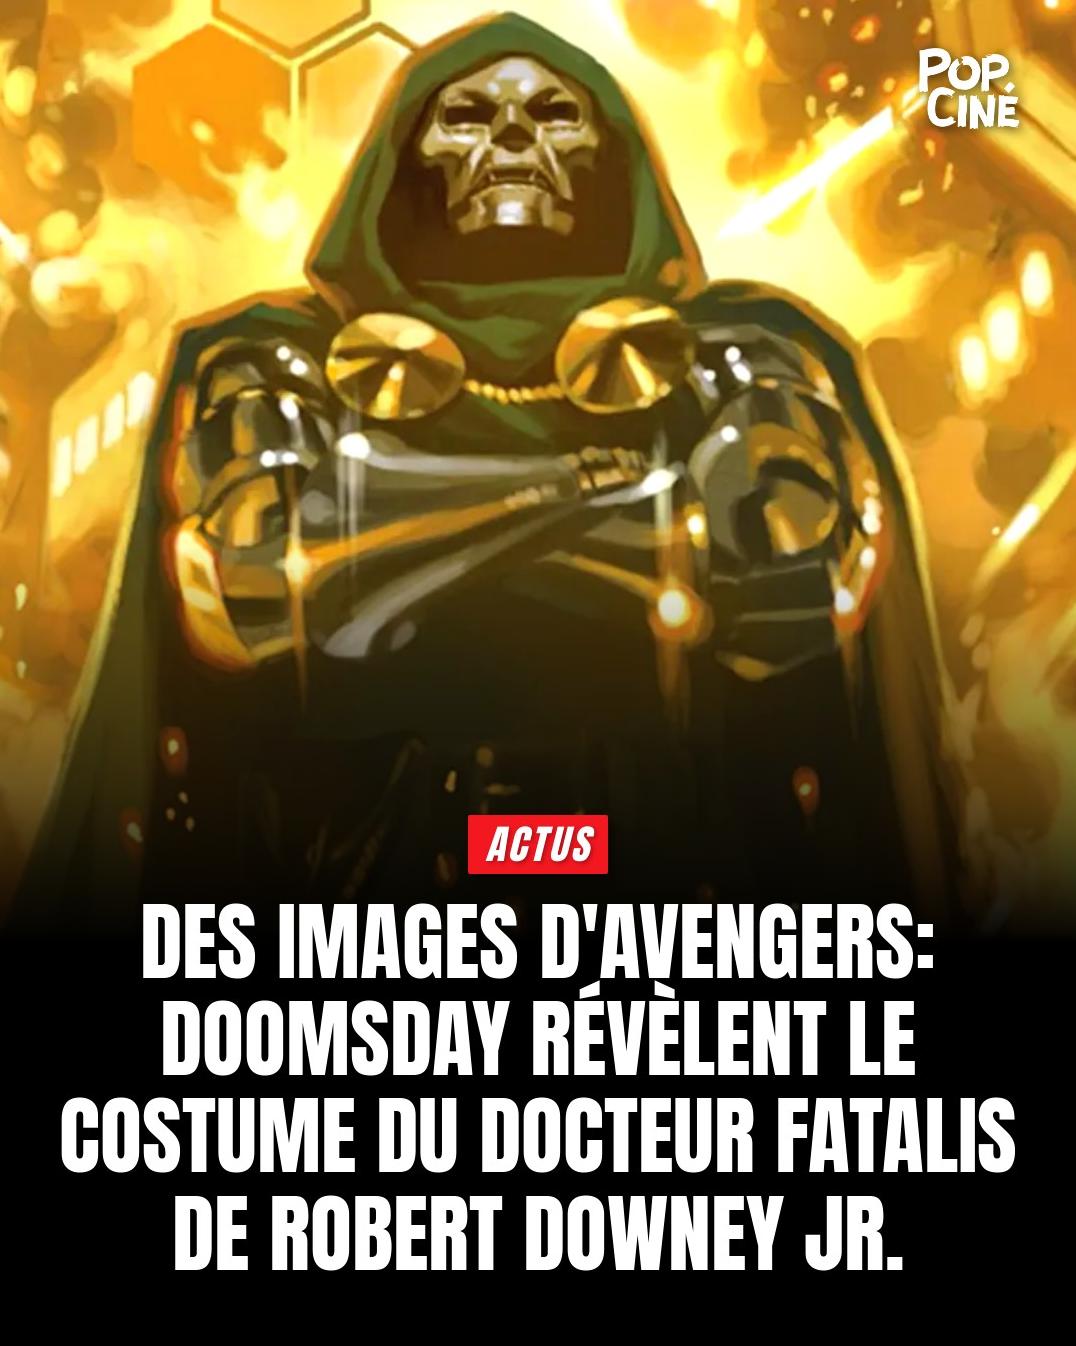 POP.
CINÉ
ACTUS
DES IMAGES D'AVENGERS:
DOOMSDAY RÉVÈLENT LE
COSTUME DU DOCTEUR FATALIS
DE ROBERT DOWNEY JR.